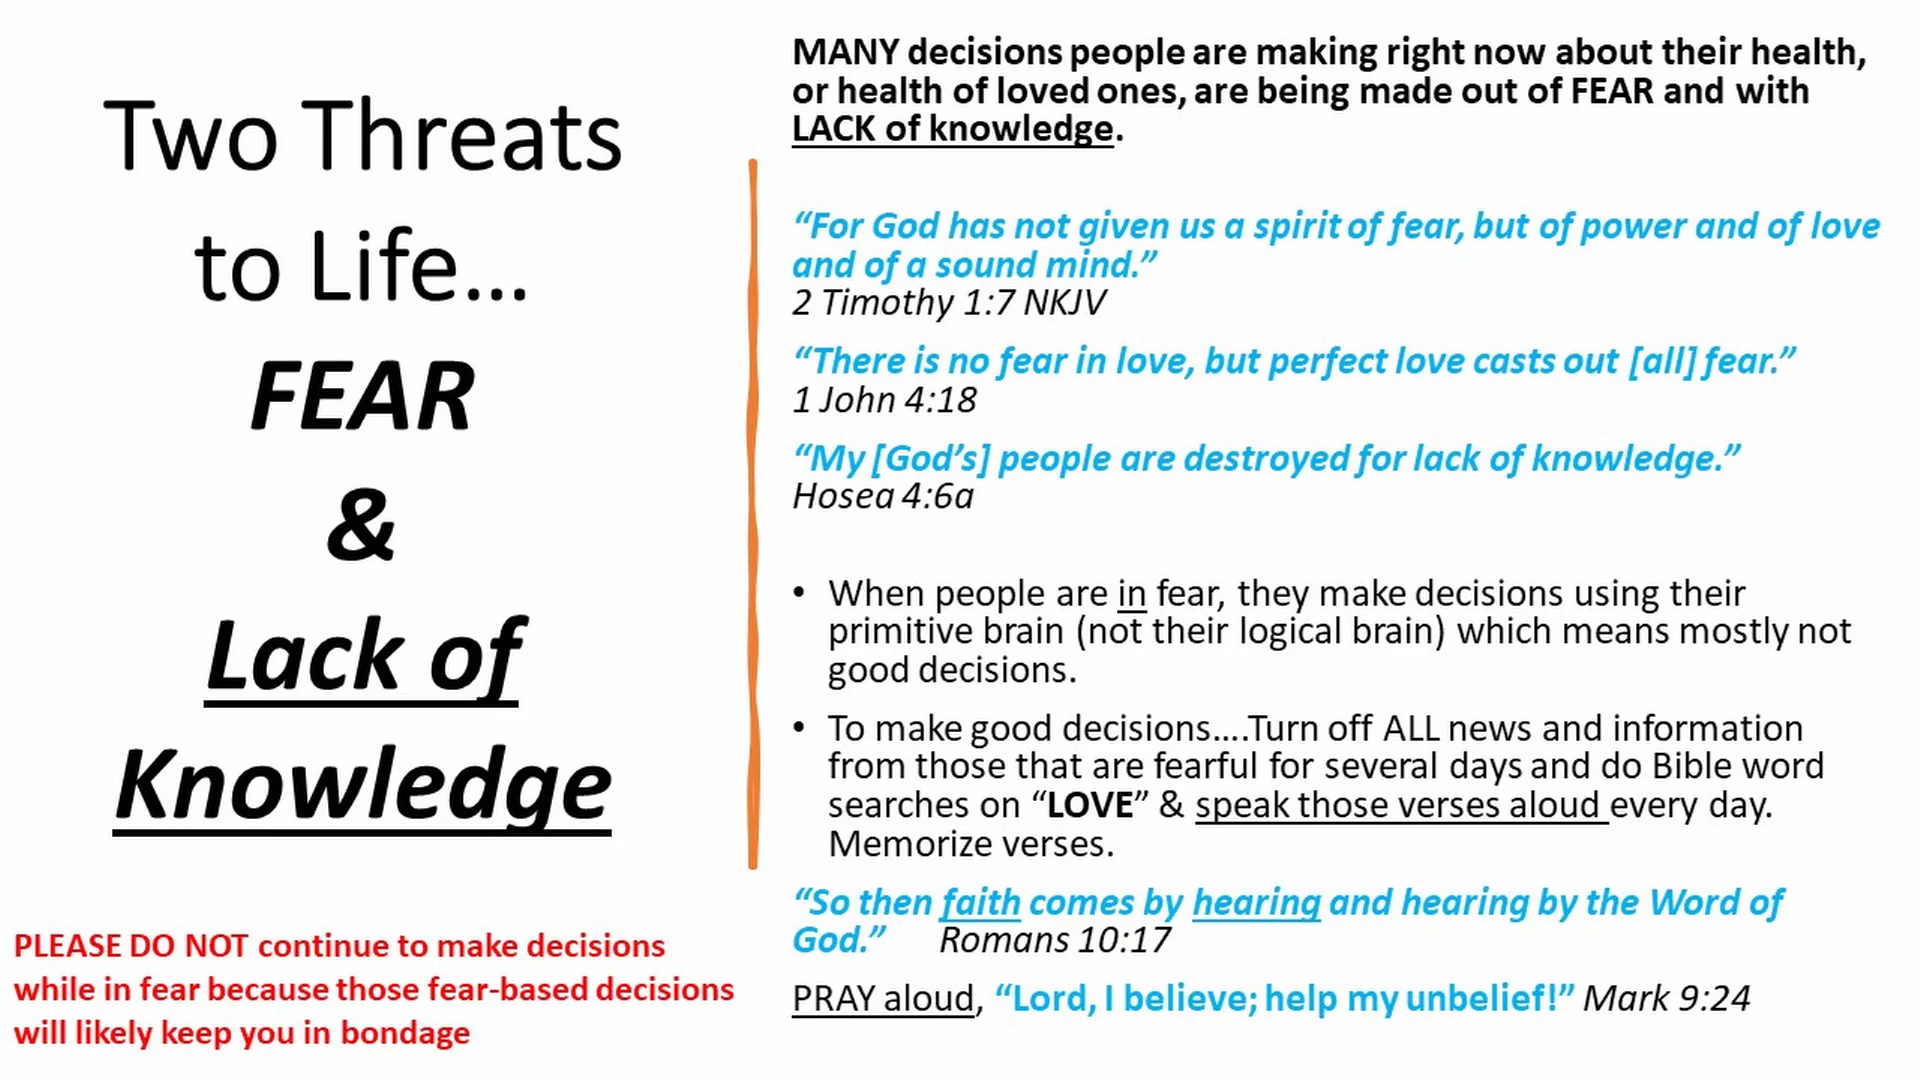 Two Threats
to Life...
FEAR
&
Lack of
Knowledge
PLEASE DO NOT continue to make decisions
while in fear because those fear-based decisions
will likely keep you in bondage
MANY decisions people are making right now about their health,
or health of loved ones, are being made out of FEAR and with
LACK of knowledge.
“For God has not given us a spirit of fear, but of power and of love
and of a sound mind.”
2 Timothy 1:7 NKJV
“There is no fear in love, but perfect love casts out [all] fear.”
1 John 4:18
“My [God’s] people are destroyed for lack of knowledge.”
Hosea 4:6a
• When people are in fear, they make decisions using their
primitive brain (not their logical brain) which means mostly not
good decisions.
• To make good decisions....Turn off ALL news and information
from those that are fearful for several days and do Bible word
searches on “LOVE” & speak those verses aloud every day.
Memorize verses.
“So then faith comes by hearing and hearing by the Word of
God.” Romans 10:17
PRAY aloud, “Lord, I believe; help my unbelief!” Mark 9:24